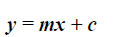 y = mx + c